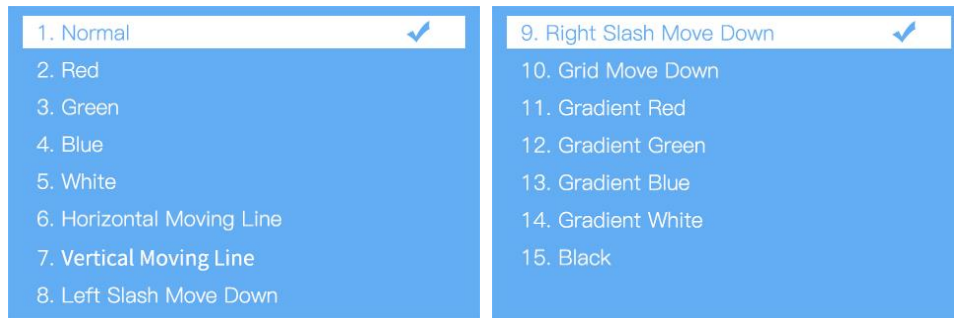 1. Normal
2. Red
3. Green
4. Blue
5. White
6. Horizontal Moving Line
7. Vertical Moving Line
8. Left Slash Move Down
9. Right Slash Move Down
10. Grid Move Down
11. Gradient Red
12. Gradient Green
13. Gradient Blue
14. Gradient White
15. Black